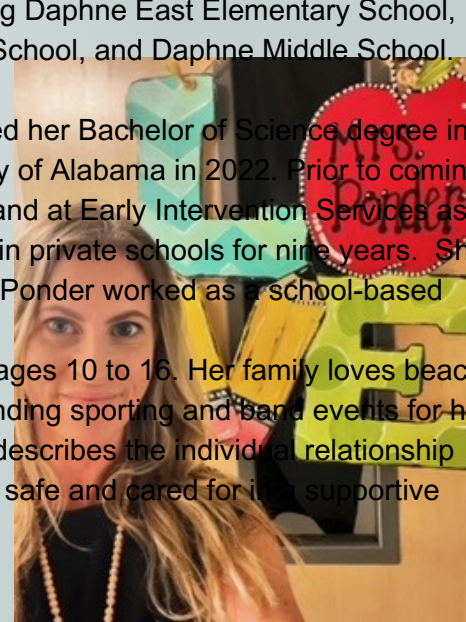 g Daphne East Elementary School,
School, and Daphne Middle School.
ed her Bachelor of Science degree in
y of Alabama in 2022. Prior to comin
and at Early Intervention Services as
in private schools for nine years. Sh
Ponder worked as a school-based
ages 10 to 16. Her family loves beac
nding sporting and band events for h
describes the individual relationship
safe and cared for in a supportive
LOVE
Mrs.
Ponder